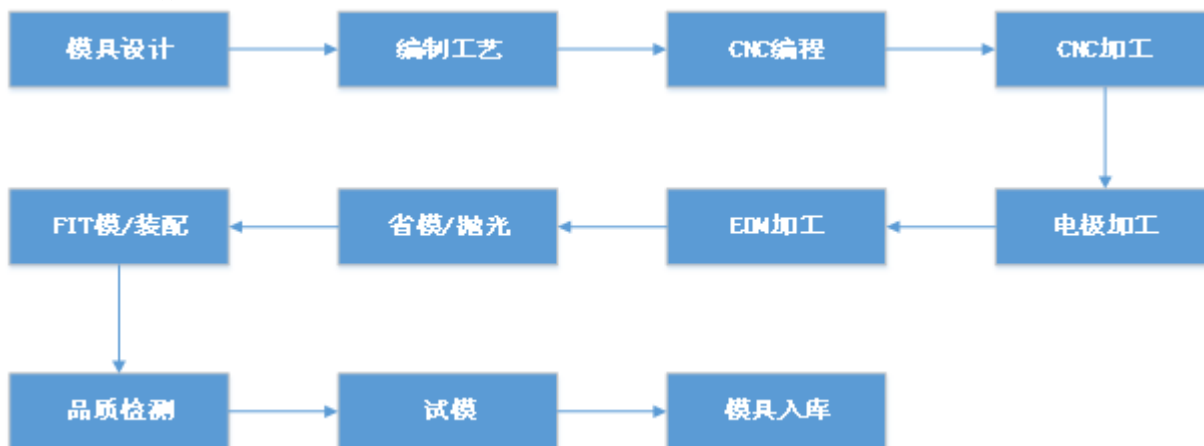 模具设计
编制工艺
CNC编程
CNC加工
电极加工
EDM加工
省模/抛光
FIT模/装配
品质检测
试模
模具入库